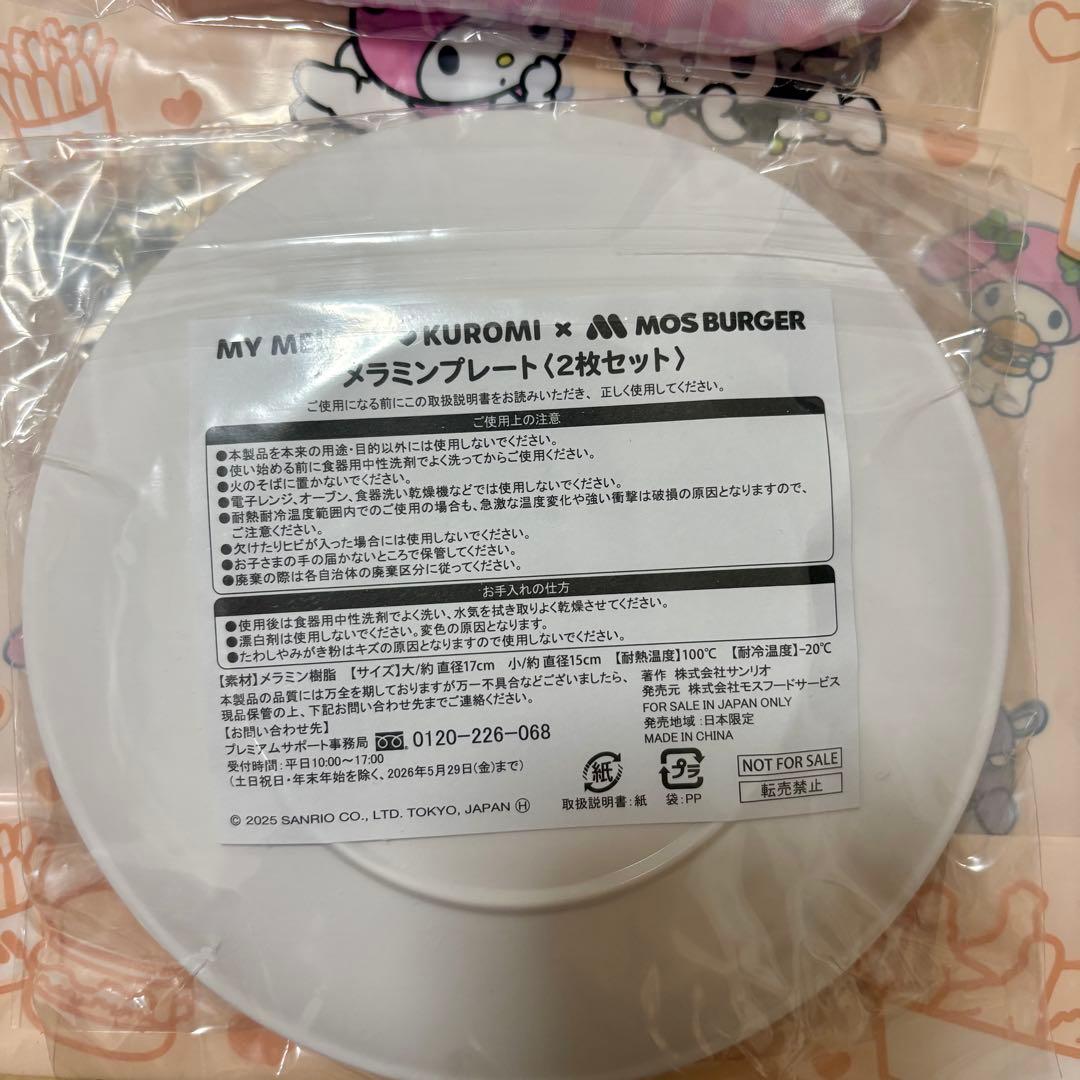 MY ME KUROMI × MOS BURGER
メラミンプレート〈2枚セット〉
ご使用になる前にこの取扱説明書をお読みいただき、正しく使用してください。
ご使用上の注意
●本製品を本来の用途・目的以外には使用しないでください。
●使い始める前に食器用中性洗剤でよく洗ってからご使用ください。
●火のそばに置かないでください。
●電子レンジ、オーブン、食器洗い乾燥機などでは使用しないでください。
●耐熱耐冷温度範囲内でのご使用の場合も、急激な温度変化や強い衝撃は破損の原因となりますので、
ご注意ください。
●欠けたりヒビが入った場合には使用しないでください。
●お子さまの手の届かないところで保管してください。
●廃棄の際は各自治体の廃棄区分に従ってください。
お手入れの仕方
●使用後は食器用中性洗剤でよく洗い、水気を拭き取りよく乾燥させてください。
●漂白剤は使用しないでください。変色の原因となります。
●たわしやみがき粉はキズの原因となりますので使用しないでください。
【素材】メラミン樹脂 【サイズ】大/約 直径17cm 小/約 直径15cm 【耐熱温度】100℃ 【耐冷温度】-20℃
本製品の品質には万全を期しておりますが万一不具合などございましたら、
現品保管の上、下記お問い合わせ先までご連絡ください。
【お問い合わせ先】
プレミアムサポート事務局 0120-226-068
受付時間:平日10:00〜17:00
(土日祝日・年末年始を除く、2026年5月29日(金)まで)
著作 株式会社サンリオ
発売元 株式会社モスフードサービス
FOR SALE IN JAPAN ONLY
発売地域:日本限定
MADE IN CHINA
紙
取扱説明書:紙
プラ
袋:PP
NOT FOR SALE
転売禁止
© 2025 SANRIO CO., LTD. TOKYO, JAPAN Ⓗ